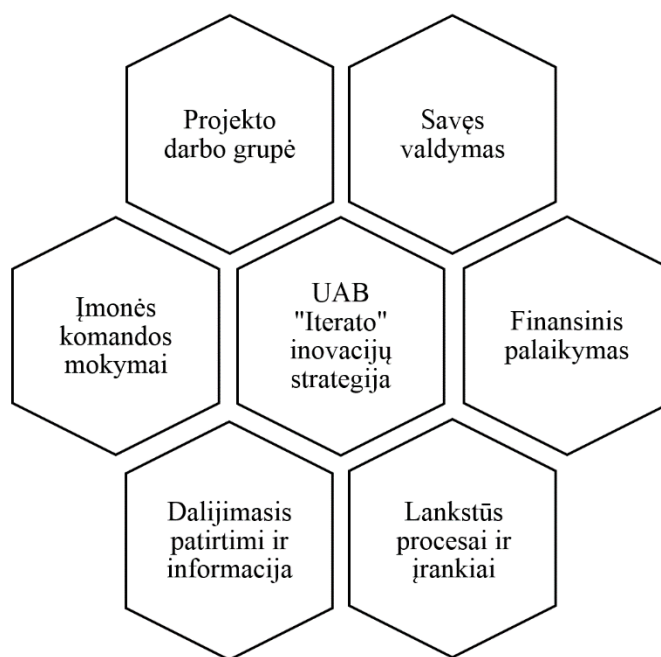 Projekto
darbo grupė
Savęs
valdymas
Įmonės
komandos
mokymai
UAB
"Iterato"
inovacijų
strategija
Finansinis
palaikymas
Dalijimasis
patirtimi ir
informacija
Lankstūs
procesai ir
įrankiai